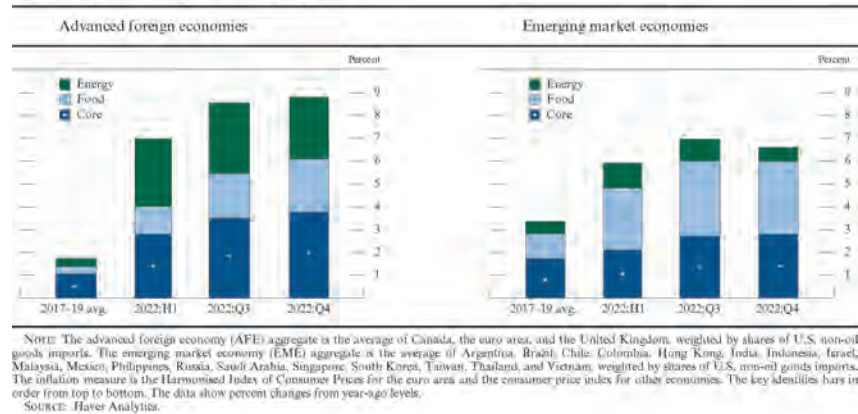 Advanced foreign economies
Percent
Energy
Food
Core
9
8
7
6
5
4
3
2
1
2017–19 avg. 2022:H1 2022:Q3 2022:Q4
Emerging market economies
Percent
Energy
Food
Core
9
8
7
6
5
4
3
2
1
2017–19 avg. 2022:H1 2022:Q3 2022:Q4
NOTE: The advanced foreign economy (AFE) aggregate is the average of Canada, the euro area, and the United Kingdom, weighted by shares of U.S. non-oil
goods imports. The emerging market economy (EME) aggregate is the average of Argentina, Brazil, Chile, Colombia, Hong Kong, India, Indonesia, Israel,
Malaysia, Mexico, Philippines, Russia, Saudi Arabia, Singapore, South Korea, Taiwan, Thailand, and Vietnam, weighted by shares of U.S. non-oil goods imports.
The inflation measure is the Harmonised Index of Consumer Prices for the euro area and the consumer price index for other economies. The key identifies bars in
order from top to bottom. The data show percent changes from year-ago levels.
SOURCE: Haver Analytics.